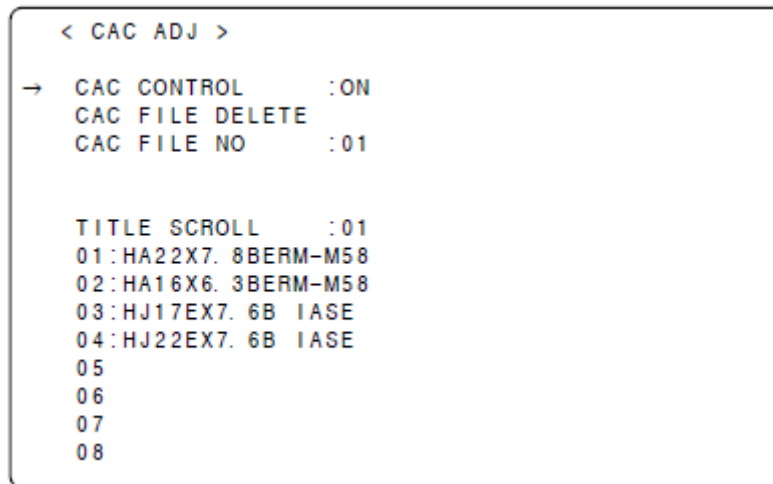 < CAC ADJ >
→ CAC CONTROL :ON
CAC FILE DELETE
CAC FILE NO :01
TITLE SCROLL :01
01:HA22X7.8BERM-M58
02:HA16X6.3BERM-M58
03:HJ17EX7.6B IASE
04:HJ22EX7.6B IASE
05
06
07
08